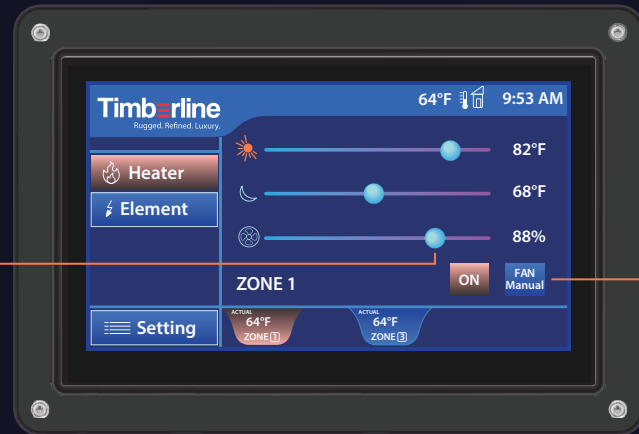 Timberline
Rugged. Refined. Luxury.
64°F
9:53 AM
82°F
Heater
68°F
Element
88%
ZONE 1
ON
FAN
Manual
Setting
ACTUAL
64°F
ZONE 1
ACTUAL
64°F
ZONE 3